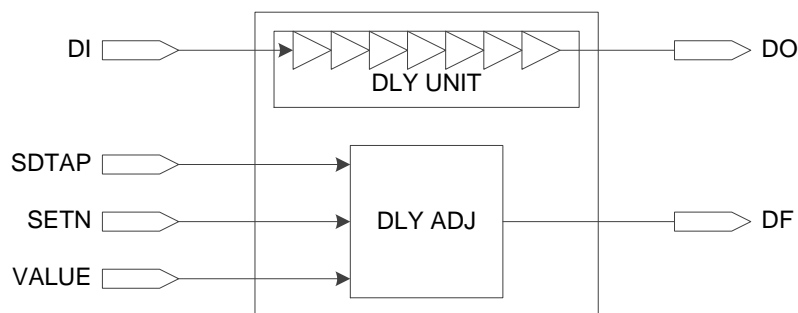 DI
DO
DLY UNIT
SDTAP
SETN
DLY ADJ
DF
VALUE